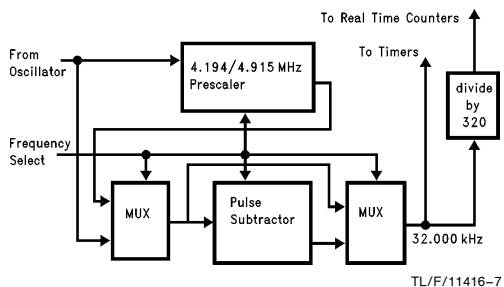 To Real Time Counters
To Timers
From
Oscillator
4.194/4.915 MHz
Prescaler
divide
by
320
Frequency
Select
MUX
Pulse
Subtractor
MUX
32.000 kHz
TL/F/11416-7